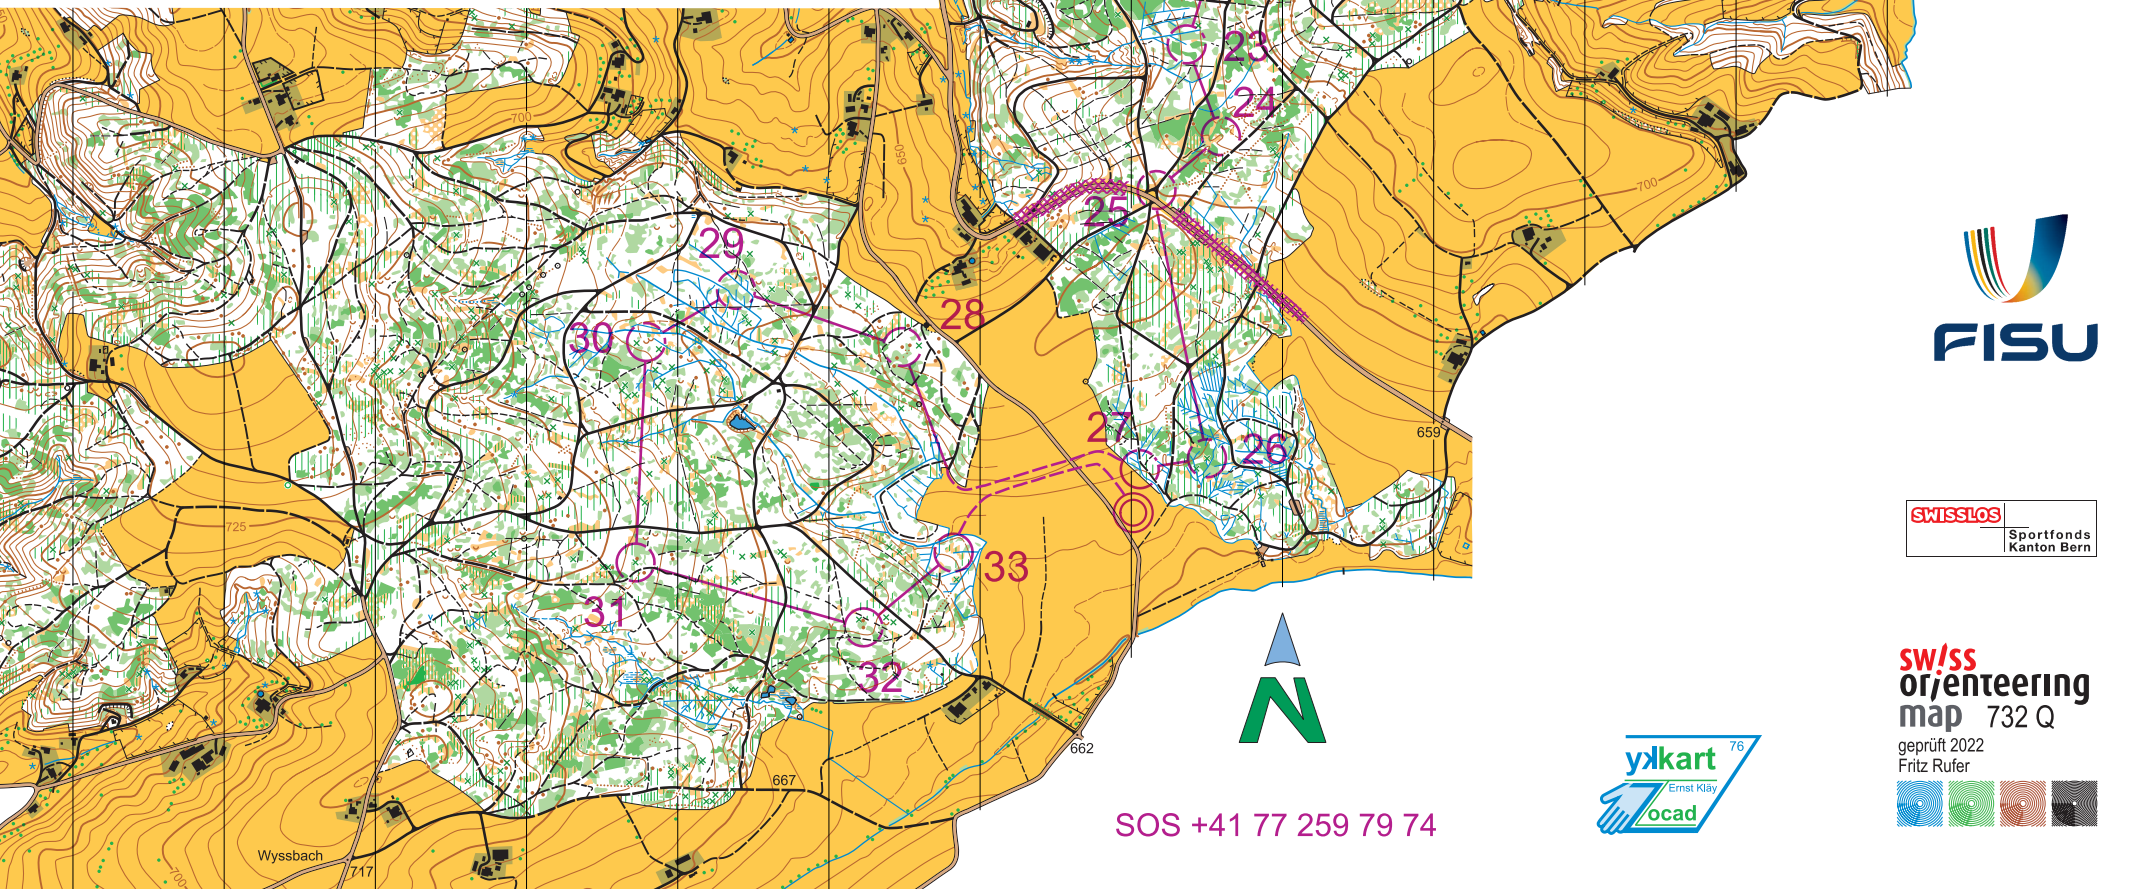 23
24
700
650
25
700
29
28
30
27
26
659
725
33
31
32
662
667
Wyssbach
717
700
SOS +41 77 259 79 74
N
FISU
SWISSLOS
Sportfonds
Kanton Bern
swiss
orienteering
map 732 Q
geprüft 2022
Fritz Rufer
76
ykkart
Ernst Kläy
ocad